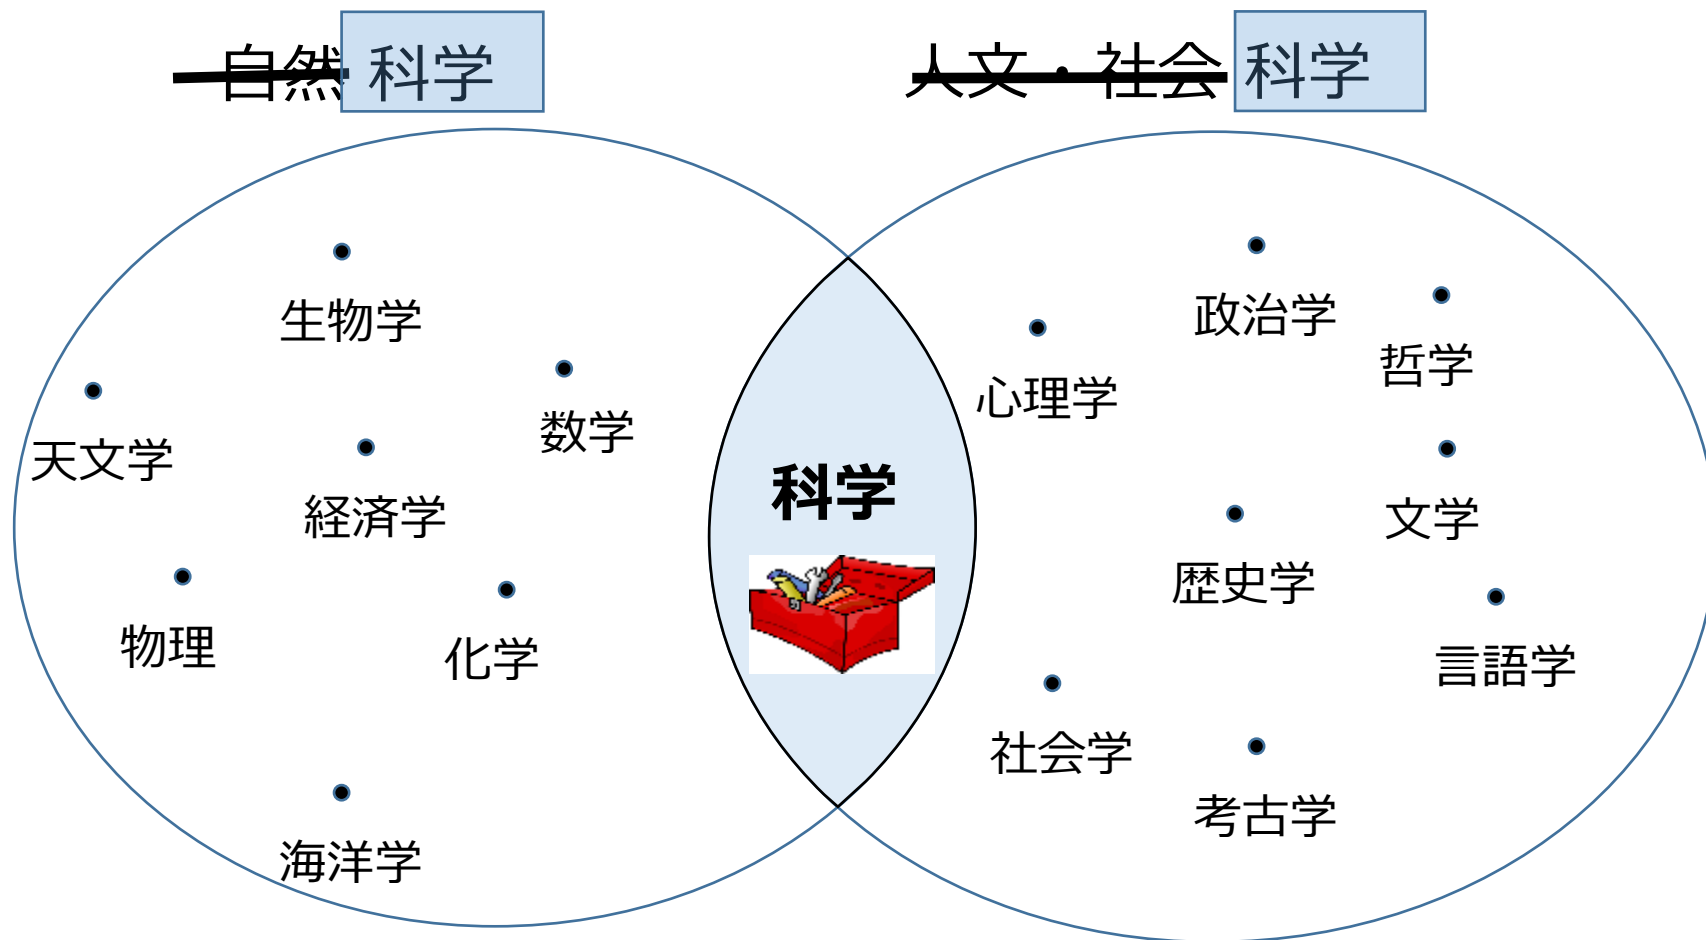 自然 科学
人文・社会 科学
生物学
数学
天文学
経済学
物理
化学
海洋学
科学
政治学
哲学
心理学
文学
歴史学
言語学
社会学
考古学